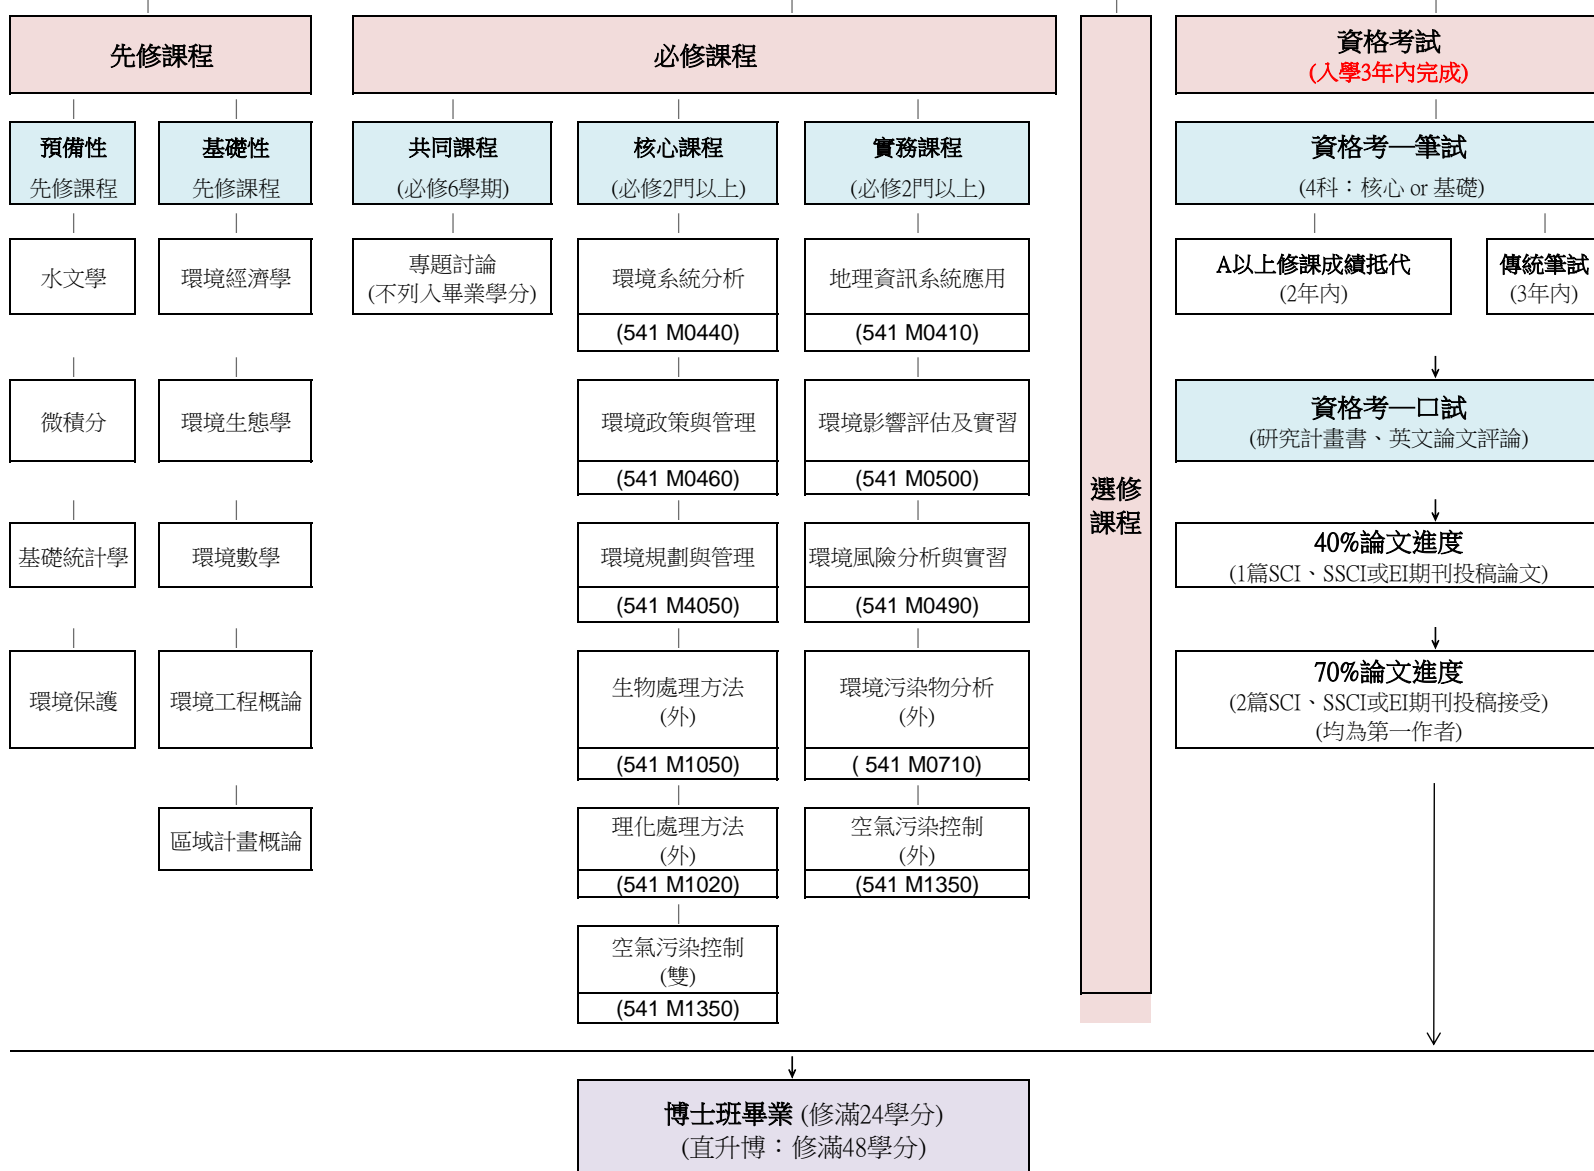 先修課程
預備性
先修課程
水文學
微積分
基礎統計學
環境保護
基礎性
先修課程
環境經濟學
環境生態學
環境數學
環境工程概論
區域計畫概論
必修課程
共同課程
(必修6學期)
專題討論
(不列入畢業學分)
核心課程
(必修2門以上)
環境系統分析
(541 M0440)
環境政策與管理
(541 M0460)
環境規劃與管理
(541 M4050)
生物處理方法
(外)
(541 M1050)
理化處理方法
(外)
(541 M1020)
空氣污染控制
(雙)
(541 M1350)
實務課程
(必修2門以上)
地理資訊系統應用
(541 M0410)
環境影響評估及實習
(541 M0500)
環境風險分析與實習
(541 M0490)
環境污染物分析
(外)
( 541 M0710)
空氣污染控制
(外)
(541 M1350)
選修
課程
資格考試
(入學3年內完成)
資格考—筆試
(4科：核心 or 基礎)
A以上修課成績抵代
(2年內)
傳統筆試
(3年內)
資格考—口試
(研究計畫書、英文論文評論)
40%論文進度
(1篇SCI、SSCI或EI期刊投稿論文)
70%論文進度
(2篇SCI、SSCI或EI期刊投稿接受)
(均為第一作者)
博士班畢業 (修滿24學分)
(直升博：修滿48學分)